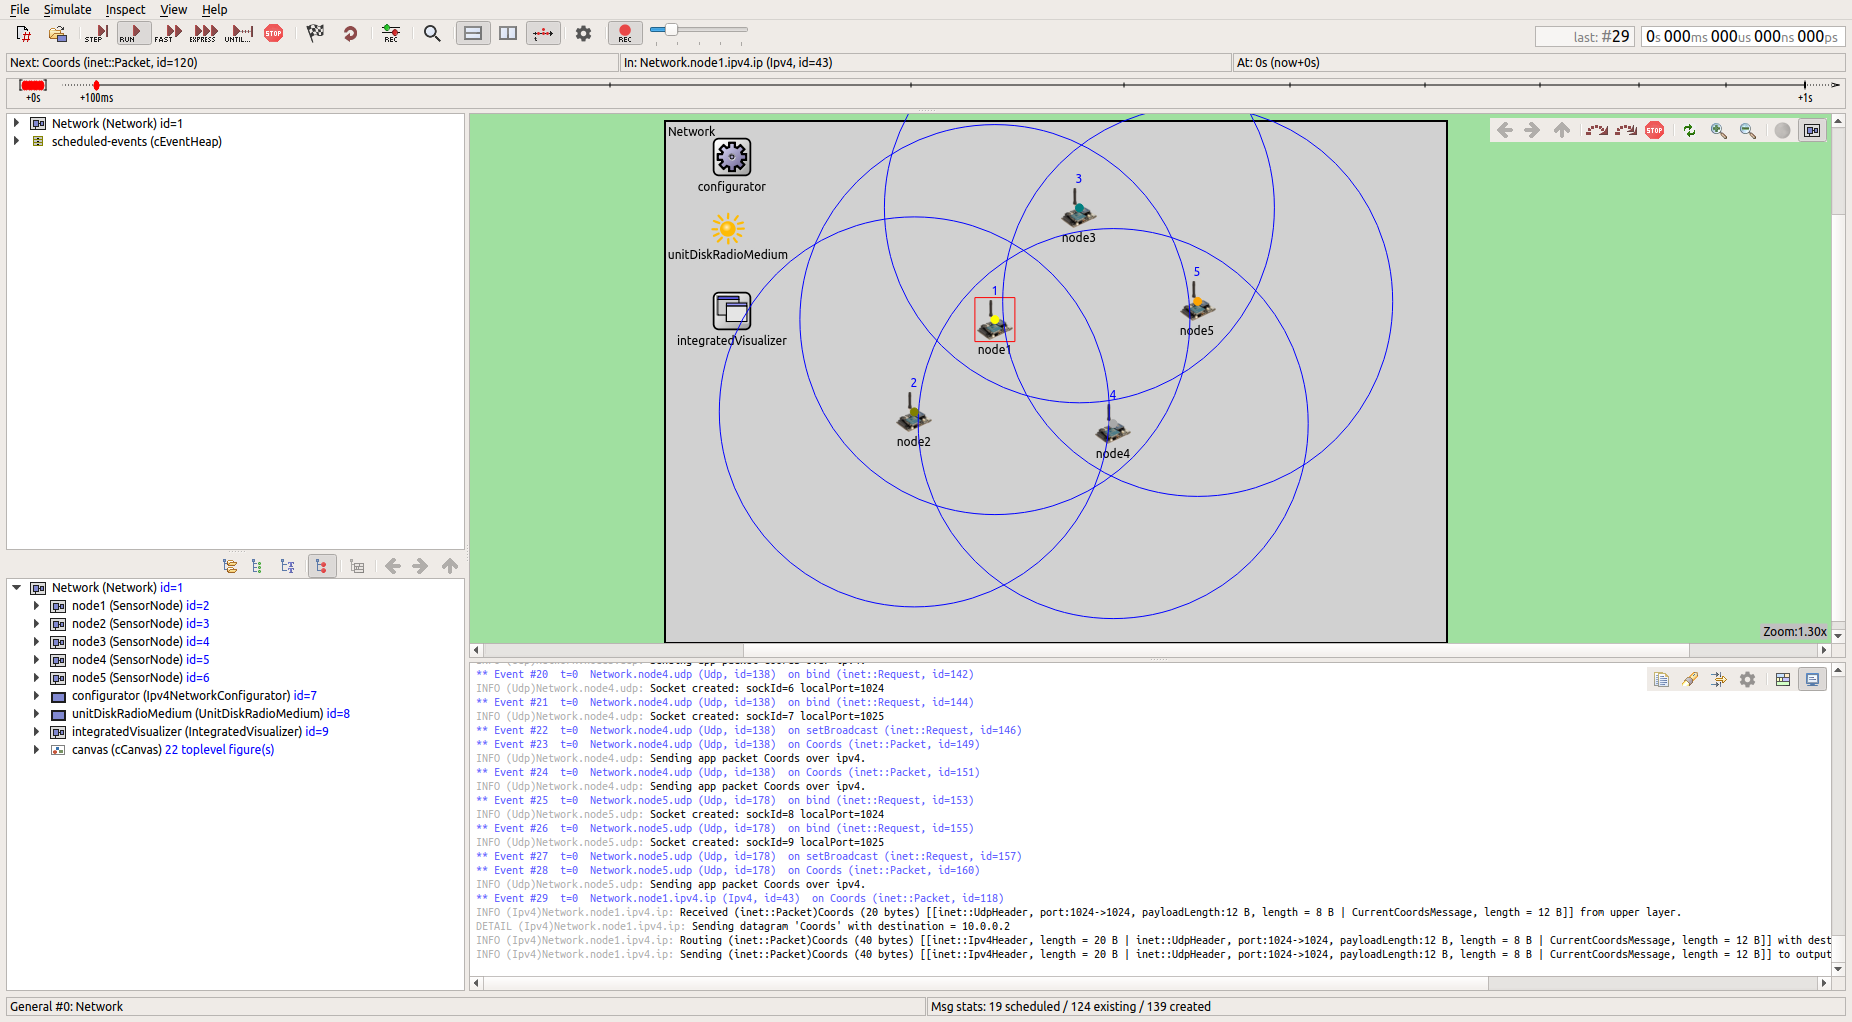 File Simulate Inspect View Help
STEP RUN FAST EXPRESS UNTIL... STOP REC REC
last: #29 0s 000ms 000us 000ns 000ps
Next: Coords (inet::Packet, id=120) In: Network.node1.ipv4.ip (Ipv4, id=43) At: 0s (now+0s)
+0s +100ms +1s
Network (Network) id=1
scheduled-events (cEventHeap)
Network (Network) id=1
node1 (SensorNode) id=2
node2 (SensorNode) id=3
node3 (SensorNode) id=4
node4 (SensorNode) id=5
node5 (SensorNode) id=6
configurator (Ipv4NetworkConfigurator) id=7
unitDiskRadioMedium (UnitDiskRadioMedium) id=8
integratedVisualizer (IntegratedVisualizer) id=9
canvas (cCanvas) 22 toplevel figure(s)
Network
STOP
configurator
unitDiskRadioMedium
integratedVisualizer
3
node3
5
node5
1
node1
2
node2
4
node4
Zoom:1.30x
** Event #20 t=0 Network.node4.udp (Udp, id=138) on bind (inet::Request, id=142)
INFO (Udp)Network.node4.udp: Socket created: sockId=6 localPort=1024
** Event #21 t=0 Network.node4.udp (Udp, id=138) on bind (inet::Request, id=144)
INFO (Udp)Network.node4.udp: Socket created: sockId=7 localPort=1025
** Event #22 t=0 Network.node4.udp (Udp, id=138) on setBroadcast (inet::Request, id=146)
** Event #23 t=0 Network.node4.udp (Udp, id=138) on Coords (inet::Packet, id=149)
INFO (Udp)Network.node4.udp: Sending app packet Coords over ipv4.
** Event #24 t=0 Network.node4.udp (Udp, id=138) on Coords (inet::Packet, id=151)
INFO (Udp)Network.node4.udp: Sending app packet Coords over ipv4.
** Event #25 t=0 Network.node5.udp (Udp, id=178) on bind (inet::Request, id=153)
INFO (Udp)Network.node5.udp: Socket created: sockId=8 localPort=1024
** Event #26 t=0 Network.node5.udp (Udp, id=178) on bind (inet::Request, id=155)
INFO (Udp)Network.node5.udp: Socket created: sockId=9 localPort=1025
** Event #27 t=0 Network.node5.udp (Udp, id=178) on setBroadcast (inet::Request, id=157)
** Event #28 t=0 Network.node5.udp (Udp, id=178) on Coords (inet::Packet, id=160)
INFO (Udp)Network.node5.udp: Sending app packet Coords over ipv4.
** Event #29 t=0 Network.node1.ipv4.ip (Ipv4, id=43) on Coords (inet::Packet, id=118)
INFO (Ipv4)Network.node1.ipv4.ip: Received (inet::Packet)Coords (20 bytes) [[inet::UdpHeader, port:1024->1024, payloadLength:12 B, length = 8 B | CurrentCoordsMessage, length = 12 B]] from upper layer.
DETAIL (Ipv4)Network.node1.ipv4.ip: Sending datagram 'Coords' with destination = 10.0.0.2
INFO (Ipv4)Network.node1.ipv4.ip: Routing (inet::Packet)Coords (40 bytes) [[inet::Ipv4Header, length = 20 B | inet::UdpHeader, port:1024->1024, payloadLength:12 B, length = 8 B | CurrentCoordsMessage, length = 12 B]] with dest
INFO (Ipv4)Network.node1.ipv4.ip: Sending (inet::Packet)Coords (40 bytes) [[inet::Ipv4Header, length = 20 B | inet::UdpHeader, port:1024->1024, payloadLength:12 B, length = 8 B | CurrentCoordsMessage, length = 12 B]] to output
General #0: Network Msg stats: 19 scheduled / 124 existing / 139 created